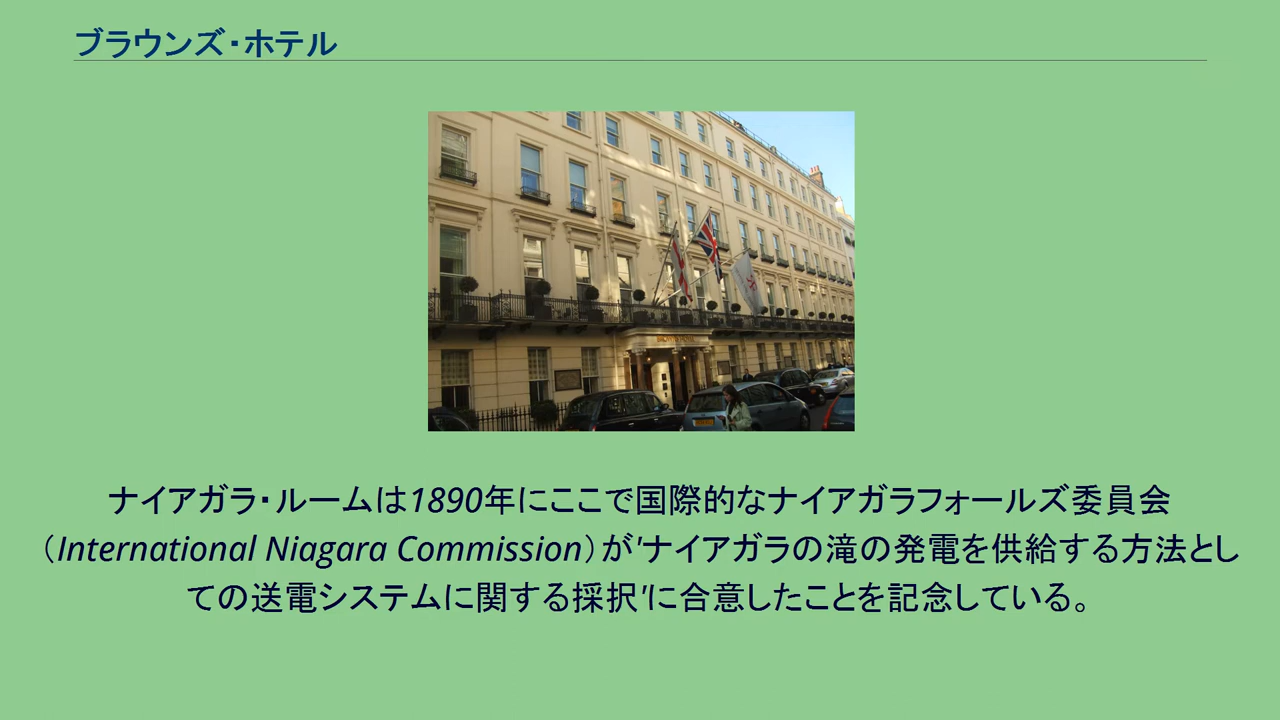 ブラウンズ・ホテル
ナイアガラ・ルームは1890年にここで国際的なナイアガラフォールズ委員会
（International Niagara Commission）が'ナイアガラの滝の発電を供給する方法とし
ての送電システムに関する採択'に合意したことを記念している。